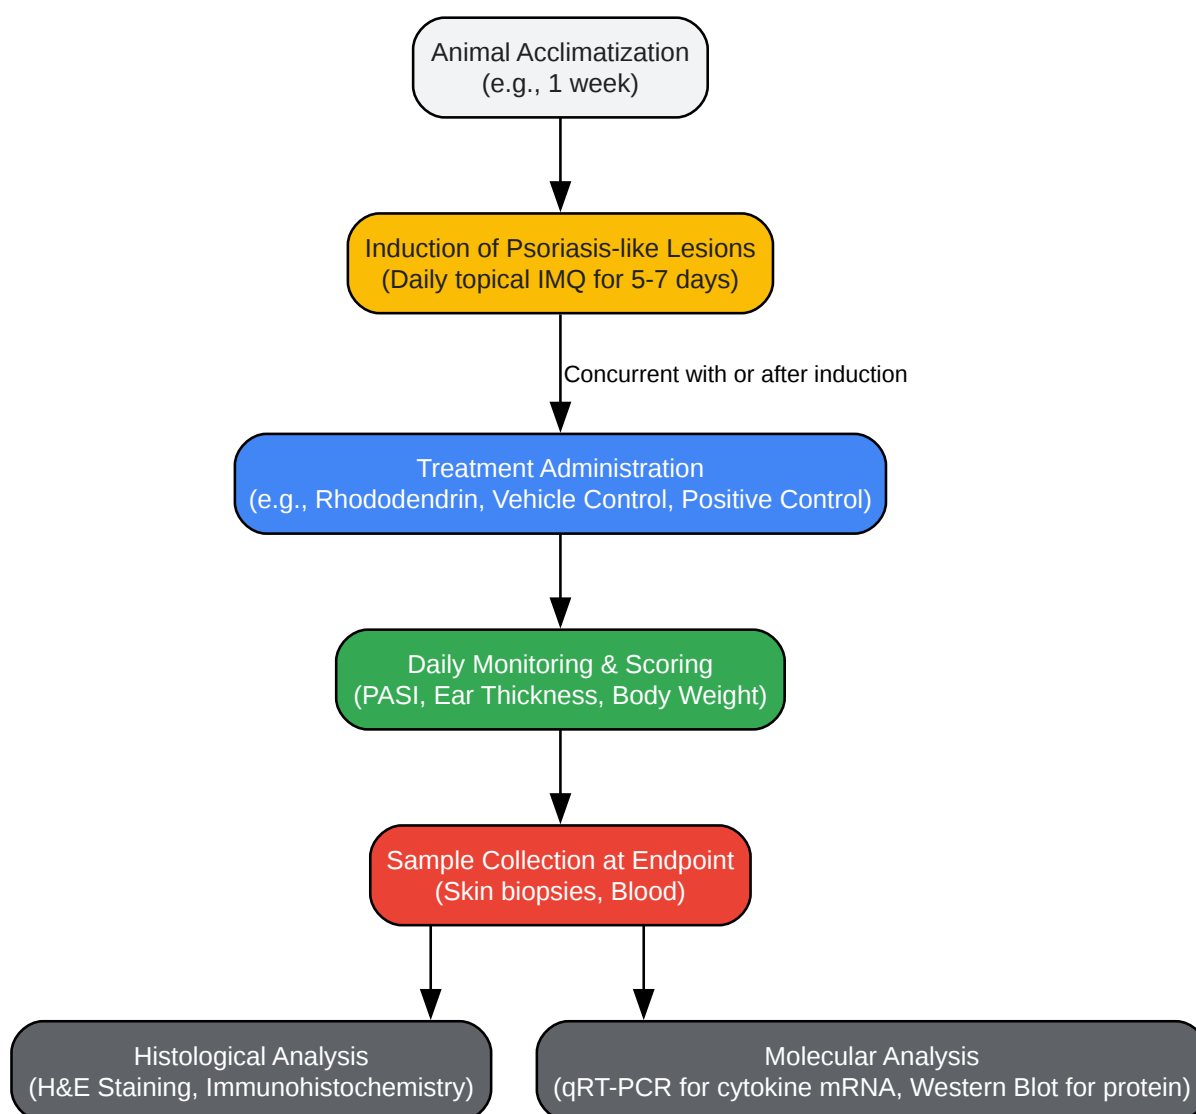 Animal Acclimatization
(e.g., 1 week)
Induction of Psoriasis-like Lesions
(Daily topical IMQ for 5-7 days)
Concurrent with or after induction
Treatment Administration
(e.g., Rhododendrin, Vehicle Control, Positive Control)
Daily Monitoring & Scoring
(PASI, Ear Thickness, Body Weight)
Sample Collection at Endpoint
(Skin biopsies, Blood)
Histological Analysis
(H&E Staining, Immunohistochemistry)
Molecular Analysis
(qRT-PCR for cytokine mRNA, Western Blot for protein)